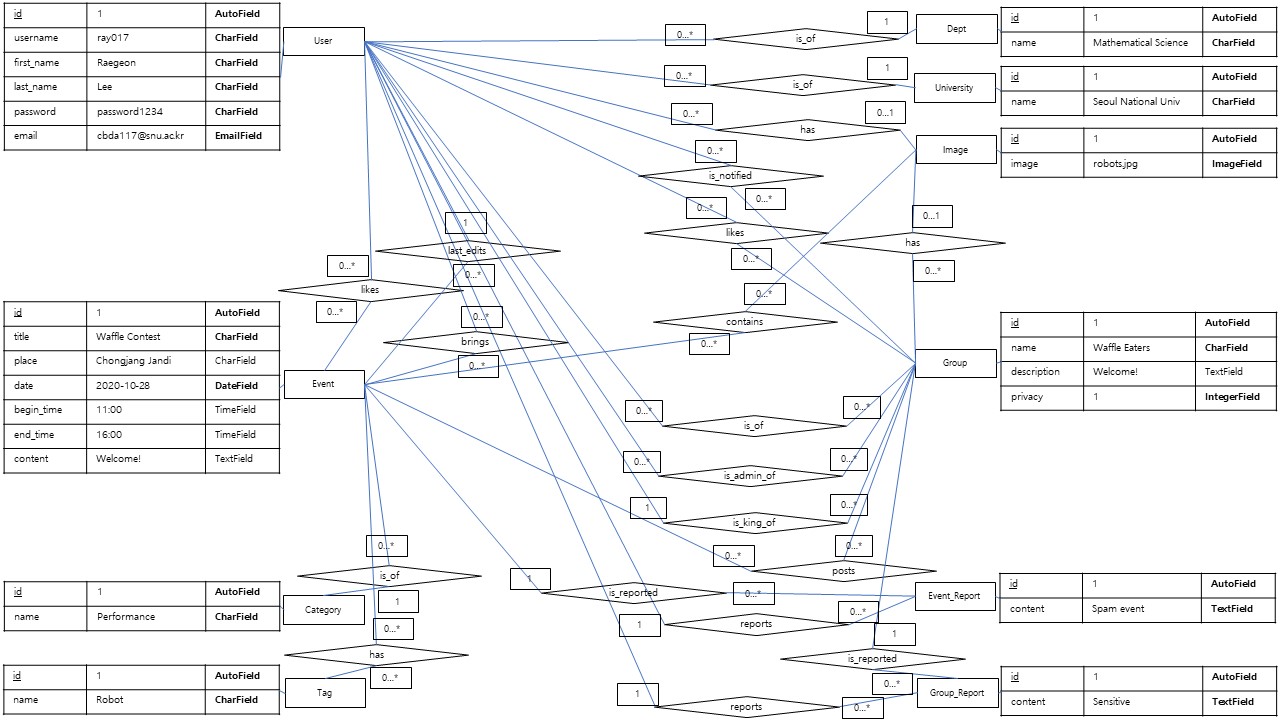 id 1 AutoField
username ray017 CharField
first_name Raegeon CharField
last_name Lee CharField
password password1234 CharField
email cbda117@snu.ac.kr EmailField
User
0...*
is_of
1
Dept
id 1 AutoField
name Mathematical Science CharField
0...*
is_of
1
University
id 1 AutoField
name Seoul National Univ CharField
0...*
has
0...1
Image
id 1 AutoField
image robots.jpg ImageField
0...*
is_notified
0...*
0...*
likes
0...*
0...1
has
0...*
1
last_edits
0...*
0...*
likes
0...*
0...*
brings
0...*
0...*
contains
0...*
id 1 AutoField
title Waffle Contest CharField
place Chongjang Jandi CharField
date 2020-10-28 DateField
begin_time 11:00 TimeField
end_time 16:00 TimeField
content Welcome! TextField
Event
Group
id 1 AutoField
name Waffle Eaters CharField
description Welcome! TextField
privacy 1 IntegerField
0...*
is_of
0...*
0...*
is_admin_of
0...*
1
is_king_of
0...*
0...*
posts
0...*
0...*
is_of
1
id 1 AutoField
name Performance CharField
Category
1
is_reported
0...*
Event_Report
id 1 AutoField
content Spam event TextField
1
reports
0...*
0...*
has
0...*
1
is_reported
0...*
id 1 AutoField
name Robot CharField
Tag
1
reports
0...*
Group_Report
id 1 AutoField
content Sensitive TextField